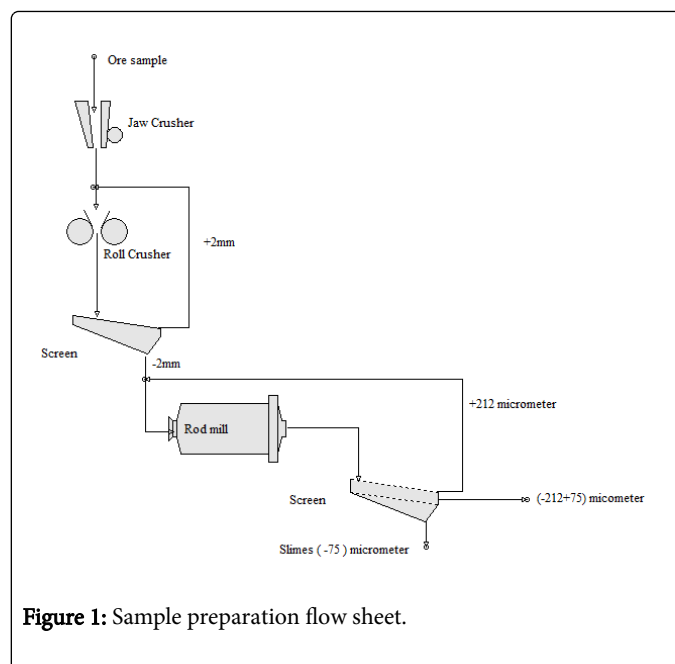 Ore sample
Jaw Crusher
Roll Crusher
+2mm
Screen
-2mm
+212 micrometer
Rod mill
Screen
(-212+75) micometer
Slimes ( -75 ) micrometer
Figure 1: Sample preparation flow sheet.